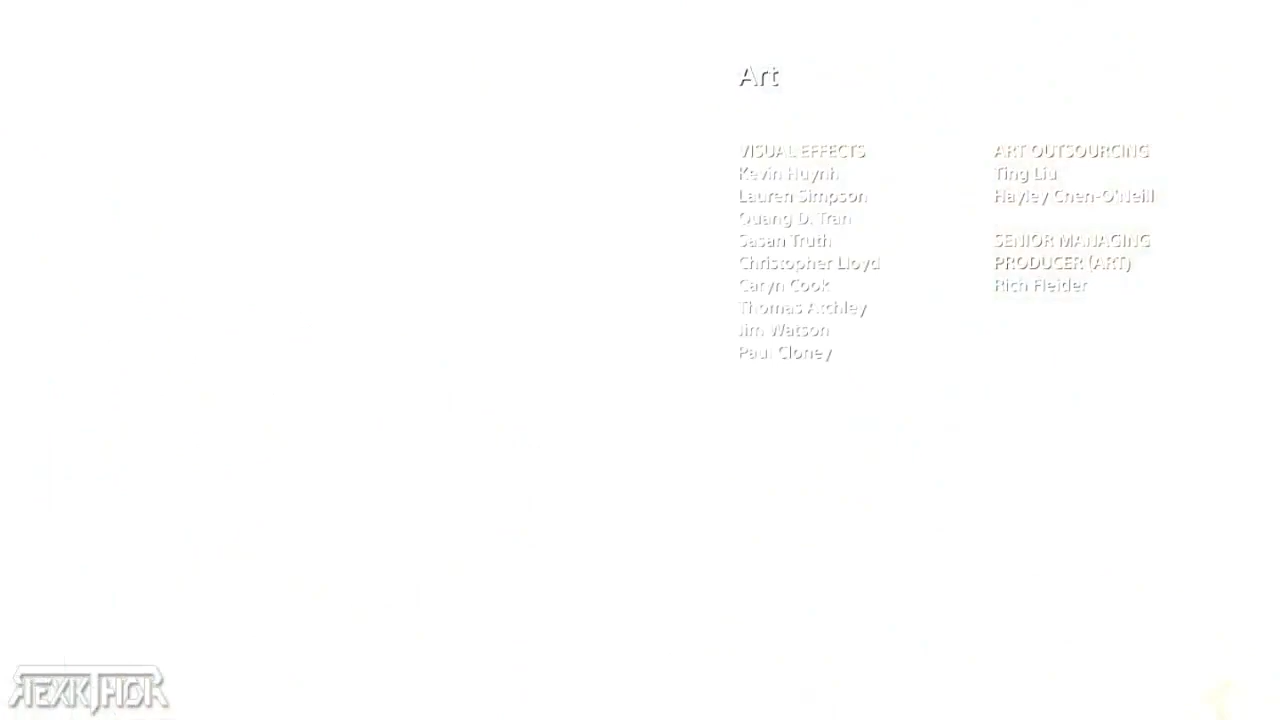 Art
VISUAL EFFECTS
Kevin Huynh
Lauren Simpson
Quang D. Tran
Sasan Truth
Christopher Lloyd
Caryn Cook
Thomas Atchley
Jim Watson
Paul Cloney
ART OUTSOURCING
Ting Liu
Hayley Chen-O'Neill
SENIOR MANAGING
PRODUCER (ART)
Rich Fleider